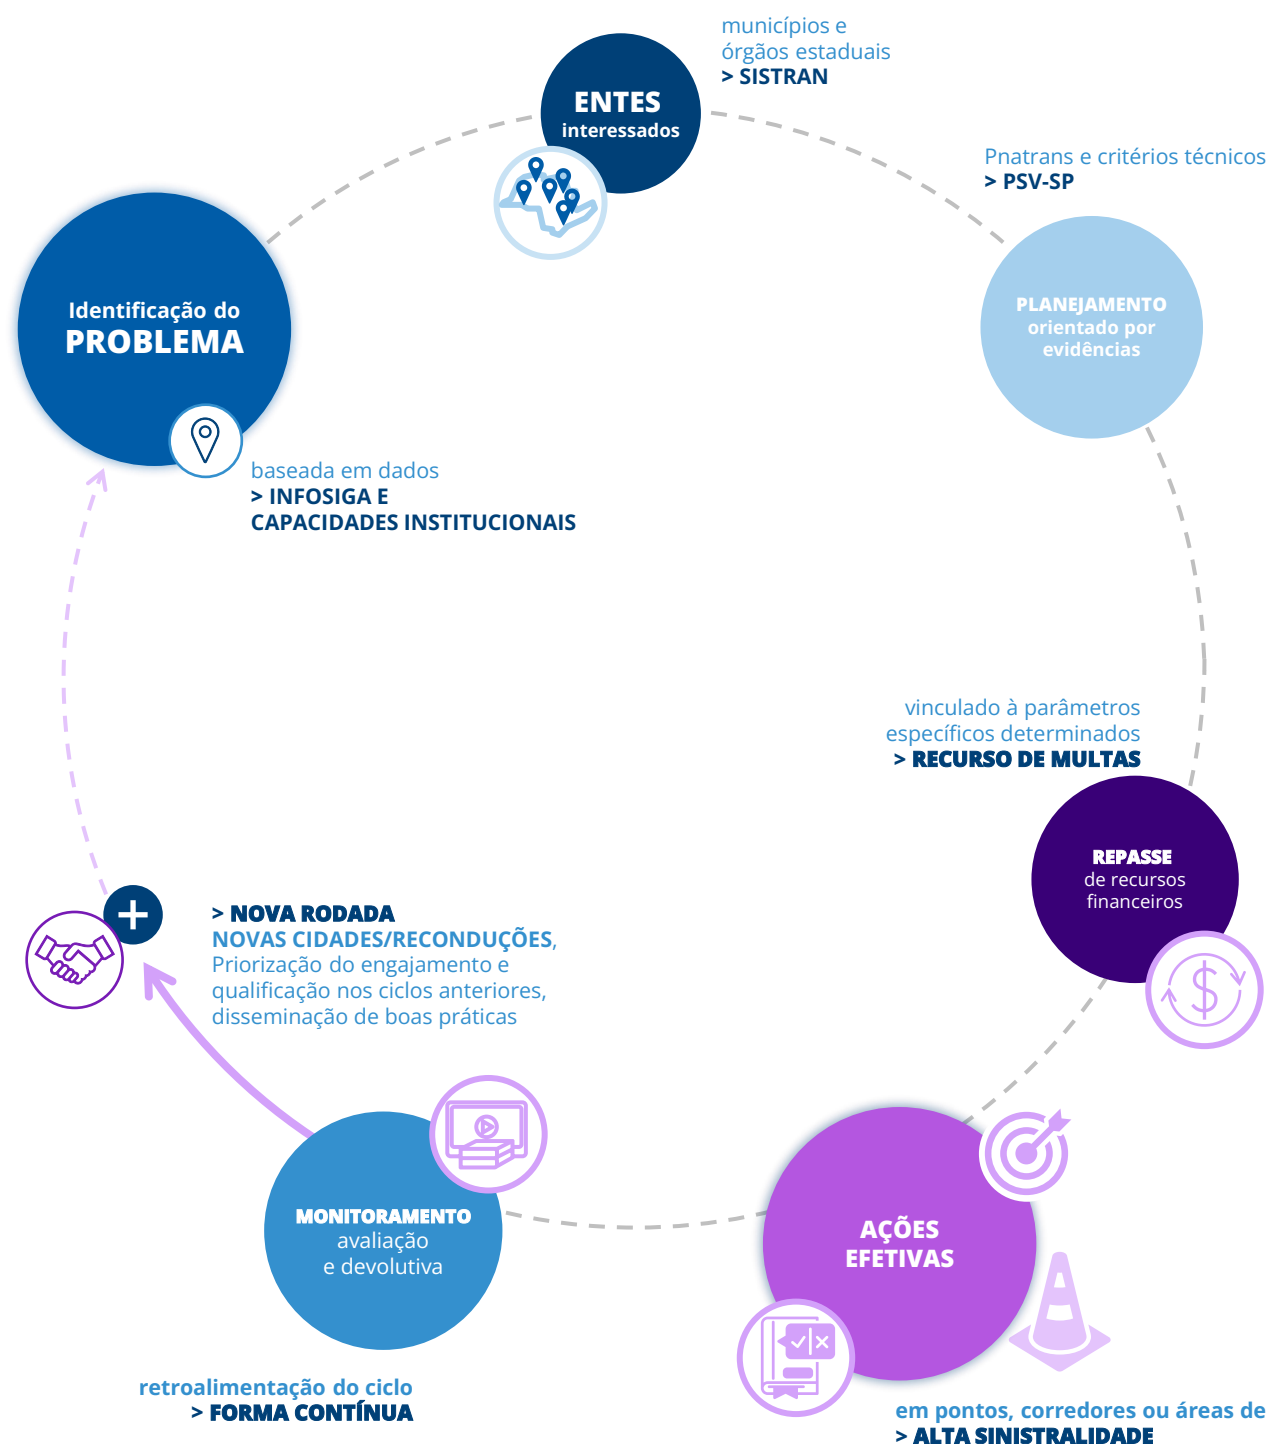 municípios e
órgãos estaduais
> SISTRAN
ENTES
interessados
Pnatrans e critérios técnicos
> PSV-SP
PLANEJAMENTO
orientado por
evidências
Identificação do
PROBLEMA
baseada em dados
> INFOSIGA E
CAPACIDADES INSTITUCIONAIS
vinculado à parâmetros
específicos determinados
> RECURSO DE MULTAS
REPASSE
de recursos
financeiros
> NOVA RODADA
NOVAS CIDADES/RECONDUÇÕES,
Priorização do engajamento e
qualificação nos ciclos anteriores,
disseminação de boas práticas
MONITORAMENTO
avaliação
e devolutiva
retroalimentação do ciclo
> FORMA CONTÍNUA
AÇÕES
EFETIVAS
em pontos, corredores ou áreas de
> ALTA SINISTRALIDADE